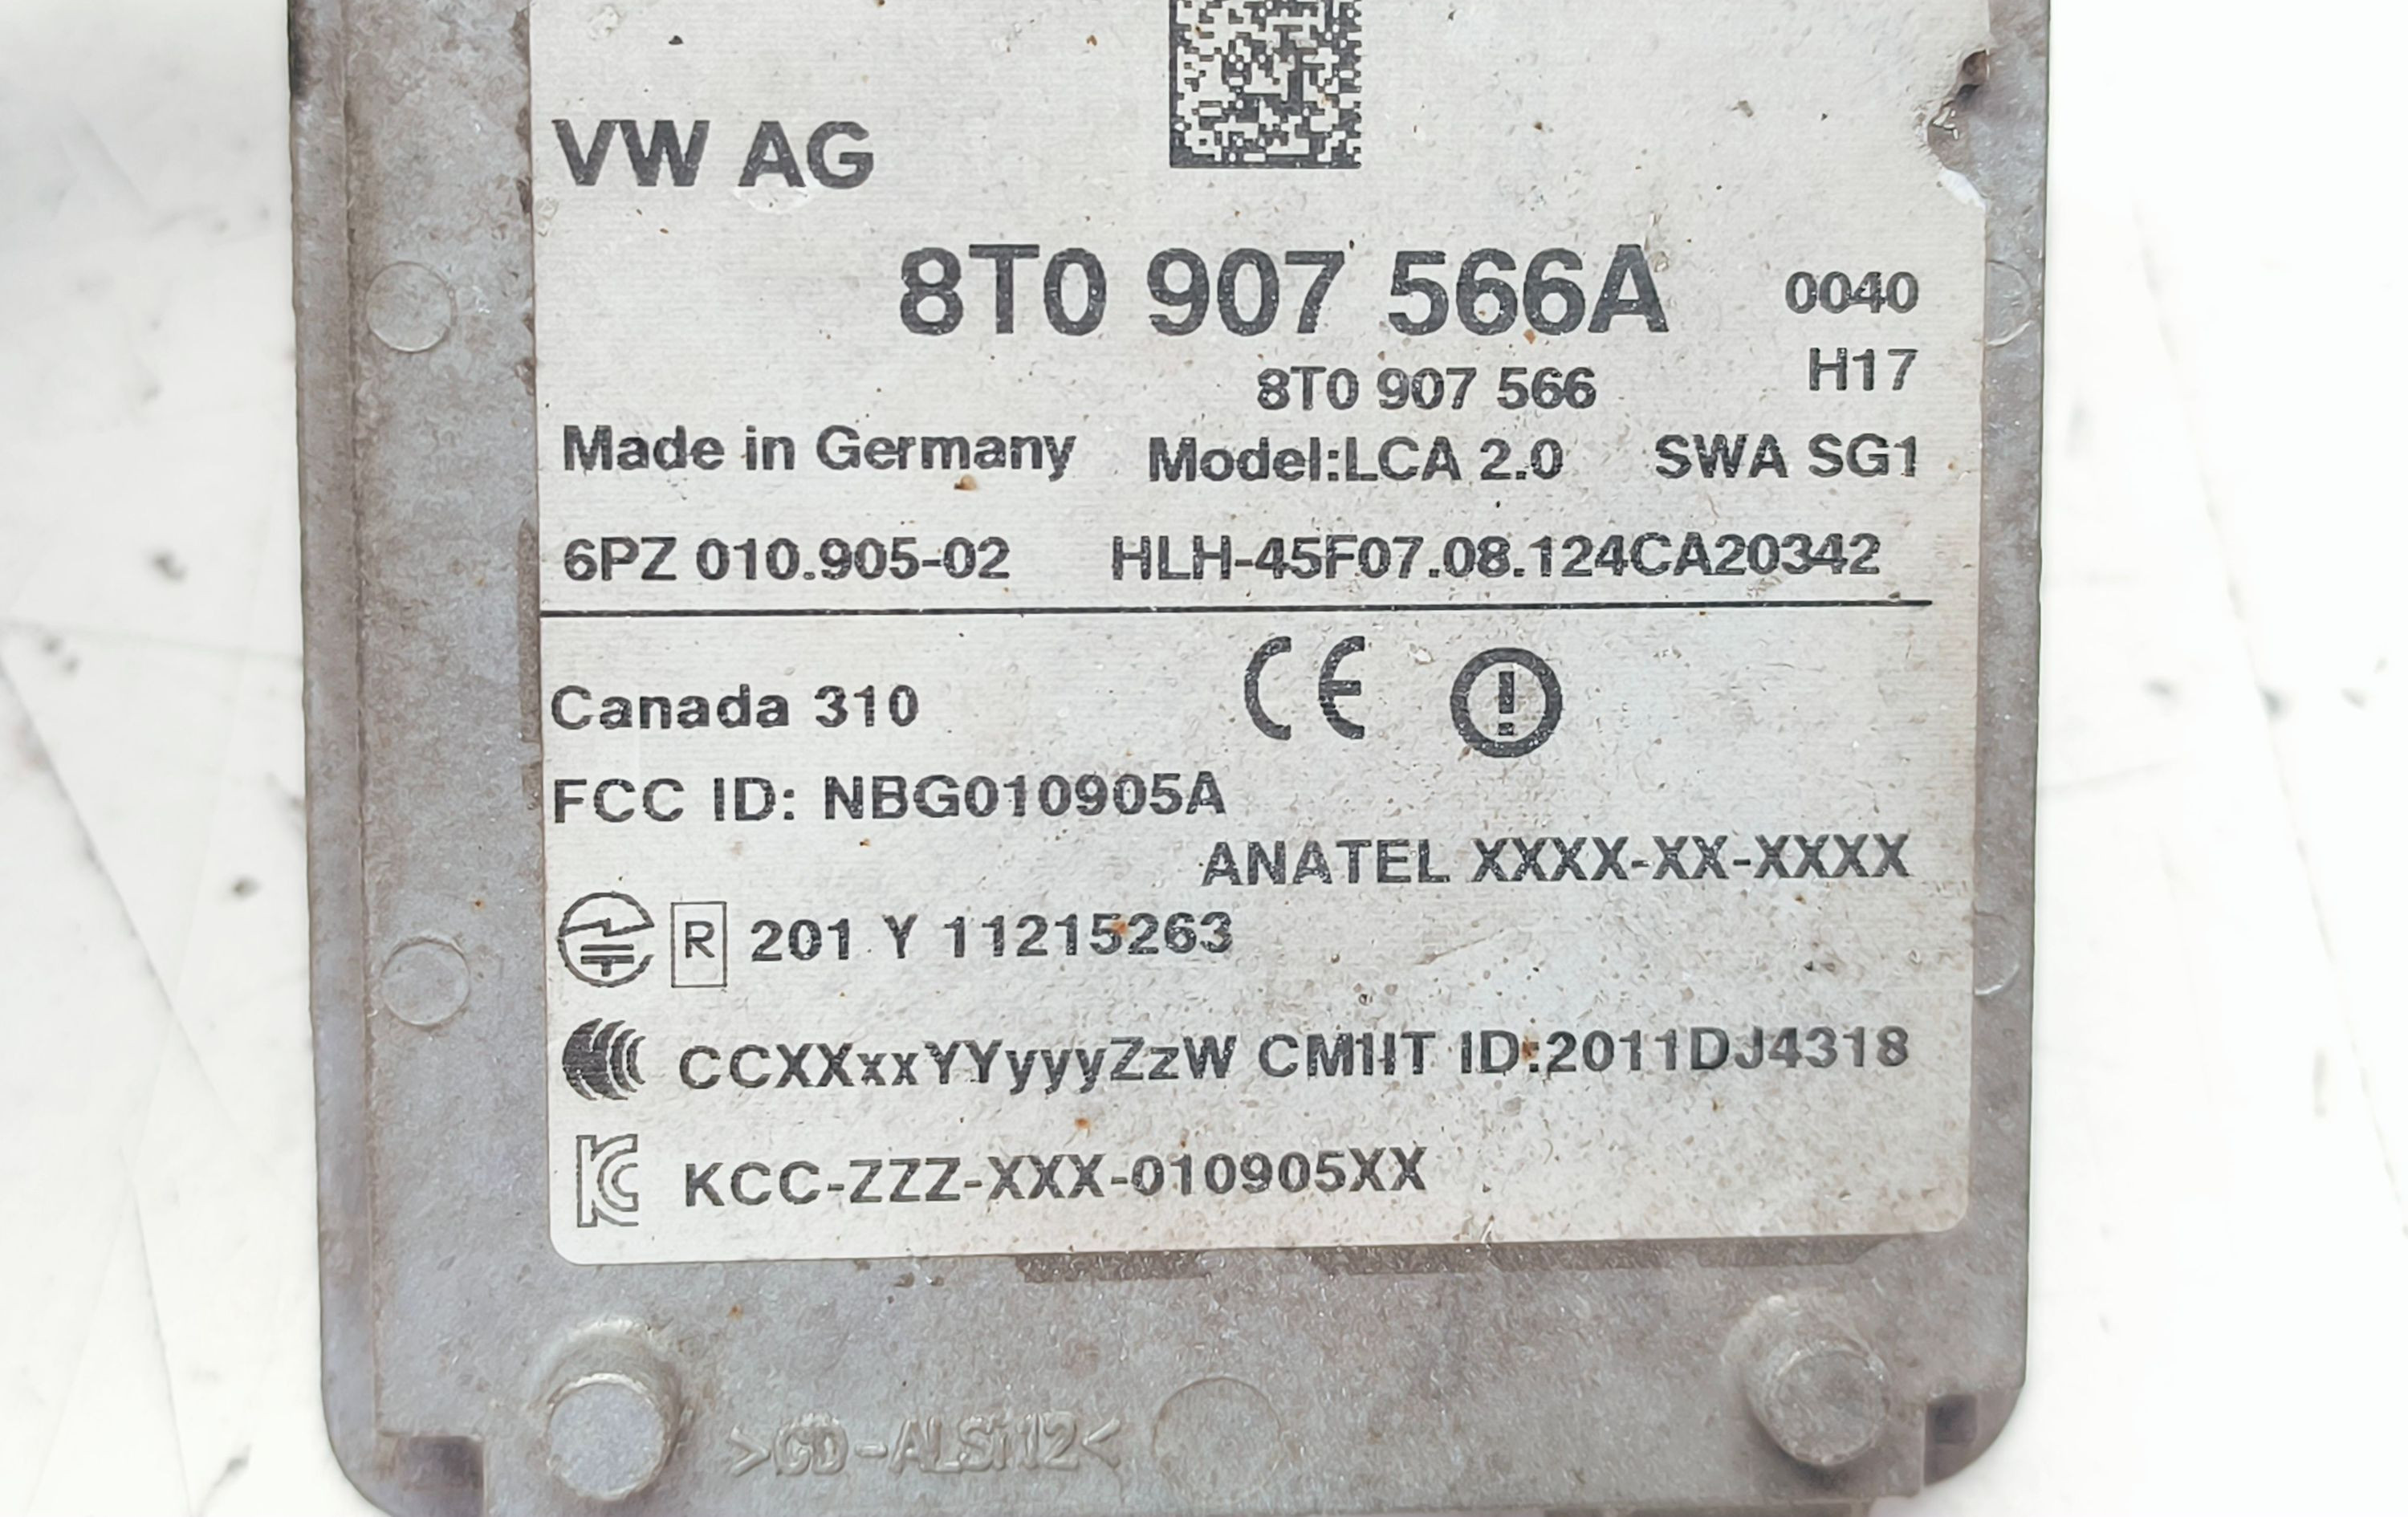 VW AG
8T0 907 566A 0040
8T0 907 566 H17
Made in Germany Model:LCA 2.0 SWA SG1
6PZ 010.905-02 HLH-45F07.08.124CA20342
Canada 310 CE
FCC ID: NBG010905A
ANATEL XXXX-XX-XXXX
R 201 Y 11215263
CCXXxxYYyyyZzW CMIIT ID:2011DJ4318
KC KCC-ZZZ-XXX-010905XX
>GD-ALSi12<